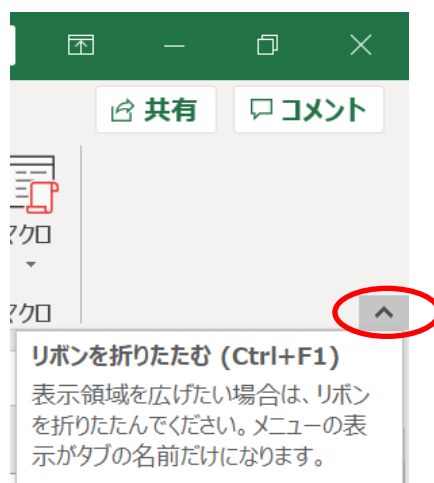 共有 コメント
マクロ
マクロ
リボンを折りたたむ (Ctrl+F1)
表示領域を広げたい場合は、リボン
を折りたたんでください。メニューの表
示がタブの名前だけになります。